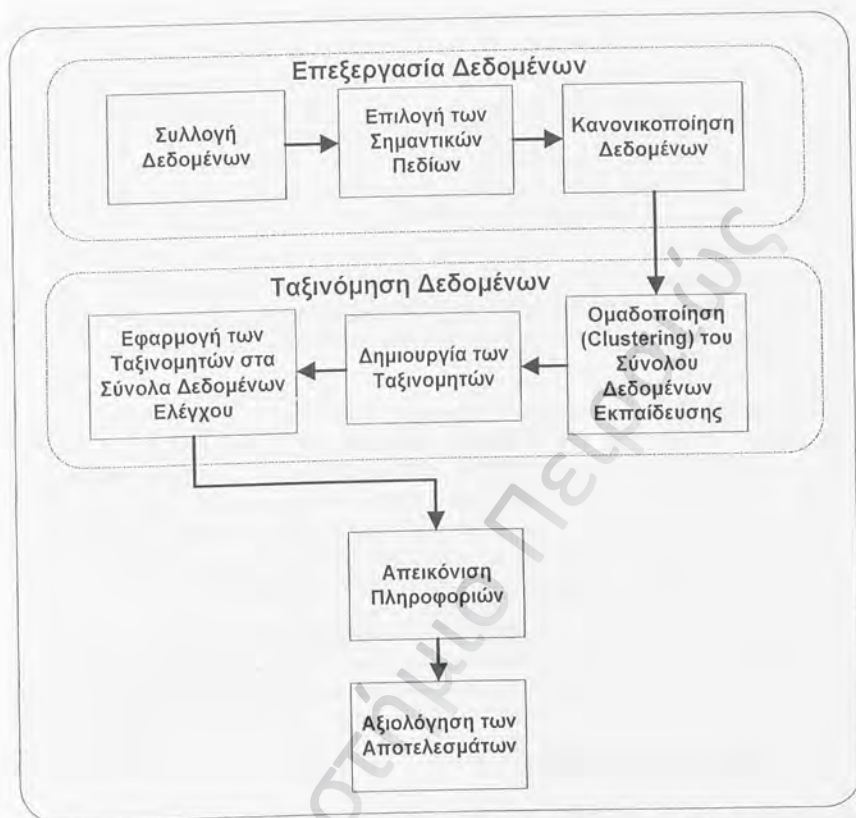 Επεξεργασία Δεδομένων
Συλλογή
Δεδομένων
Επιλογή των
Σημαντικών
Πεδίων
Κανονικοποίηση
Δεδομένων
Ταξινόμηση Δεδομένων
Ομαδοποίηση
(Clustering) του
Σύνολου
Δεδομένων
Εκπαίδευσης
Δημιουργία των
Ταξινομητών
Εφαρμογή των
Ταξινομητών στα
Σύνολα Δεδομένων
Ελέγχου
Απεικόνιση
Πληροφοριών
Αξιολόγηση των
Αποτελεσμάτων